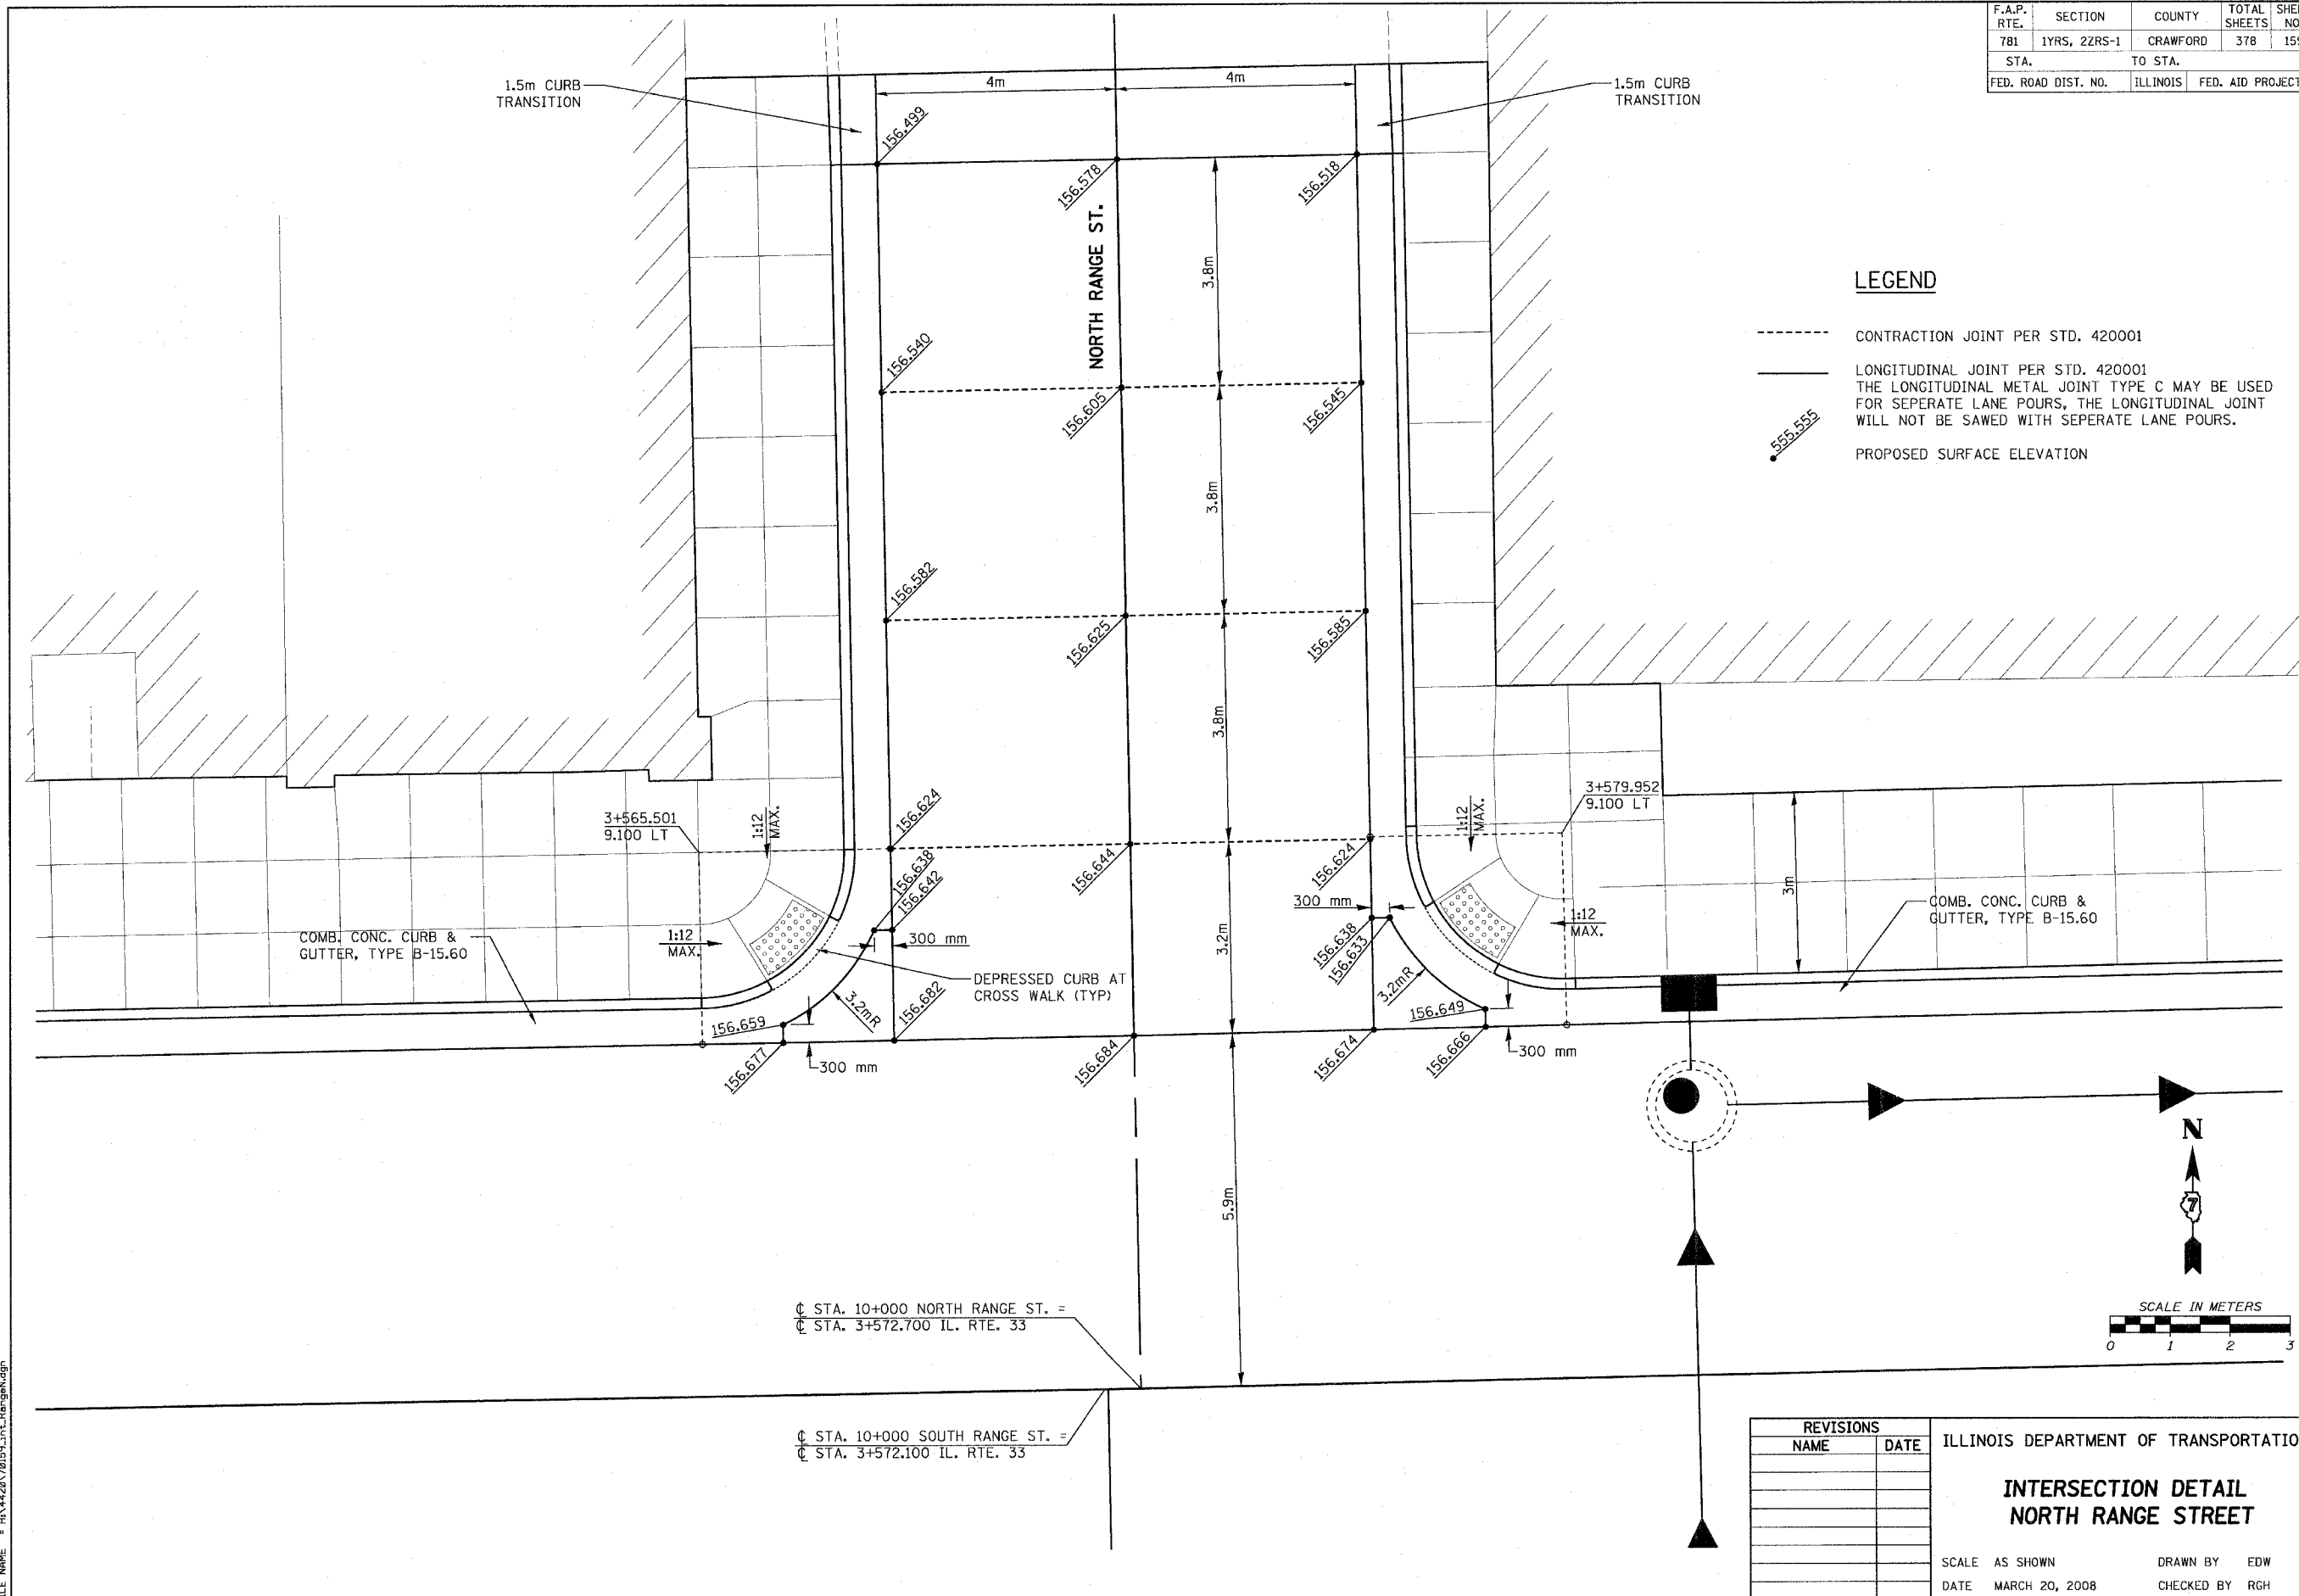 F.A.P. RTE. SECTION COUNTY TOTAL SHEETS
781 1YRS, 2ZRS-1 CRAWFORD 378
STA. TO STA.
FED. ROAD DIST. NO. ILLINOIS FED. AID PROJECT
1.5m CURB
TRANSITION
4m
4m
1.5m CURB
TRANSITION
156.499
156.578
156.518
NORTH RANGE ST.
3.8m
156.540
156.605
156.545
3.8m
156.582
156.625
156.585
3.8m
LEGEND
CONTRACTION JOINT PER STD. 420001
LONGITUDINAL JOINT PER STD. 420001
THE LONGITUDINAL METAL JOINT TYPE C MAY BE USED
FOR SEPERATE LANE POURS, THE LONGITUDINAL JOINT
WILL NOT BE SAWED WITH SEPERATE LANE POURS.
555.555
PROPOSED SURFACE ELEVATION
3+565.501
9.100 LT
1:12
MAX.
156.624
156.638
156.642
156.644
156.624
1:12
MAX.
3+579.952
9.100 LT
300 mm
300 mm
156.638
156.633
3.2m
3m
1:12
MAX.
1:12
MAX.
COMB. CONC. CURB &
GUTTER, TYPE B-15.60
COMB. CONC. CURB &
GUTTER, TYPE B-15.60
DEPRESSED CURB AT
CROSS WALK (TYP)
3.2mR
3.2mR
156.659
156.682
156.649
156.677
300 mm
156.684
156.674
156.666
300 mm
5.9m
N
7
℄ STA. 10+000 NORTH RANGE ST. =
℄ STA. 3+572.700 IL. RTE. 33
℄ STA. 10+000 SOUTH RANGE ST. =
℄ STA. 3+572.100 IL. RTE. 33
SCALE IN METERS
0 1 2 3
REVISIONS
NAME DATE
ILLINOIS DEPARTMENT OF TRANSPORTATIO
INTERSECTION DETAIL
NORTH RANGE STREET
SCALE AS SHOWN DRAWN BY EDW
DATE MARCH 20, 2008 CHECKED BY RGH